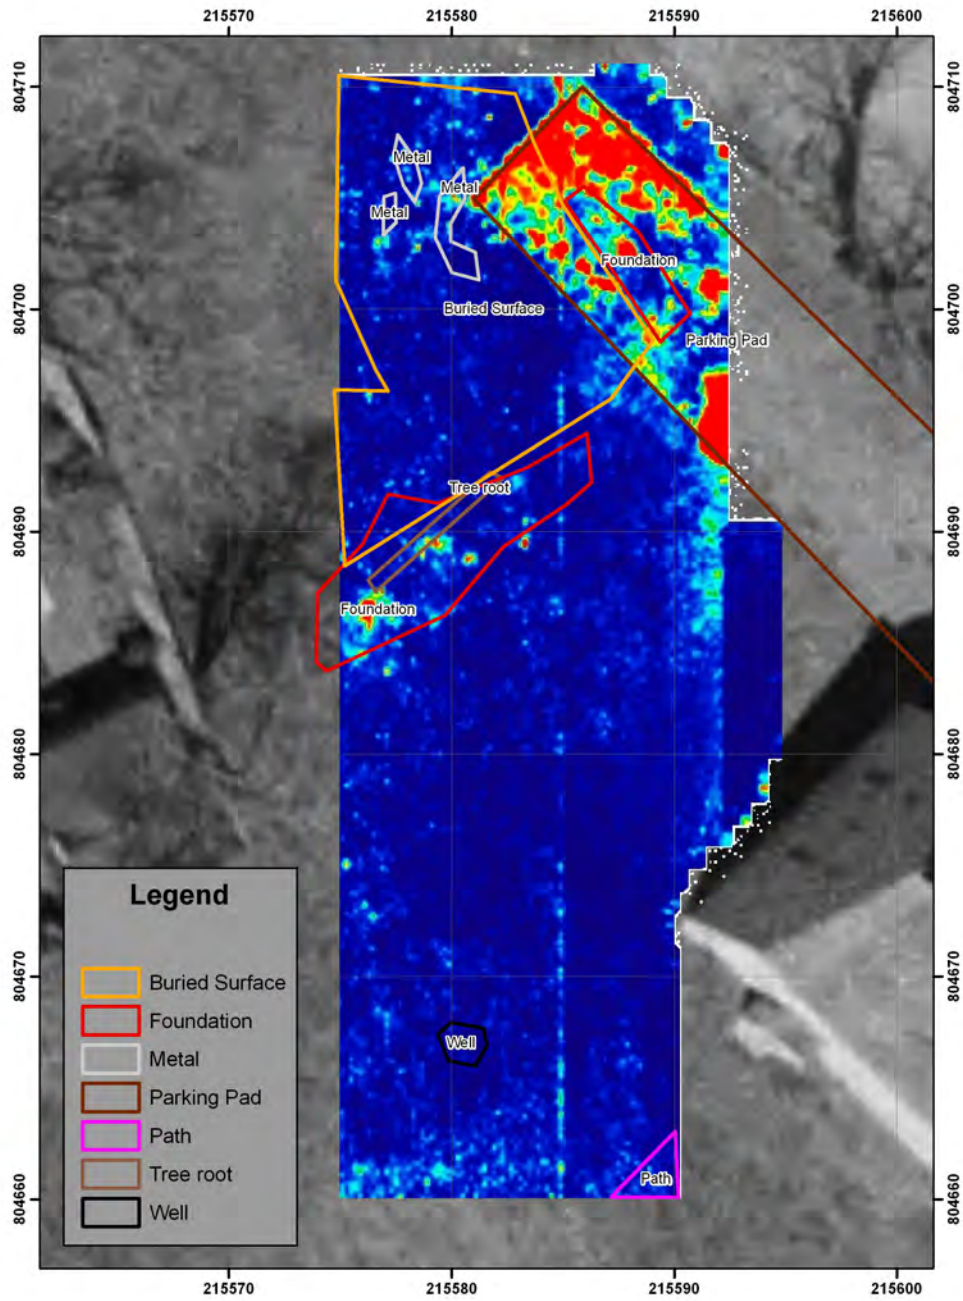 215570 215580 215590 215600
804710 804710
Metal
Metal
Metal
Foundation
804700 Buried Surface 804700
Parking Pad
Tree root
804690 804690
Foundation
804680 804680
Legend
Buried Surface
Foundation
Metal
Parking Pad
Path
Tree root
Well
804670 804670
Well
Path
804660 804660
215570 215580 215590 215600